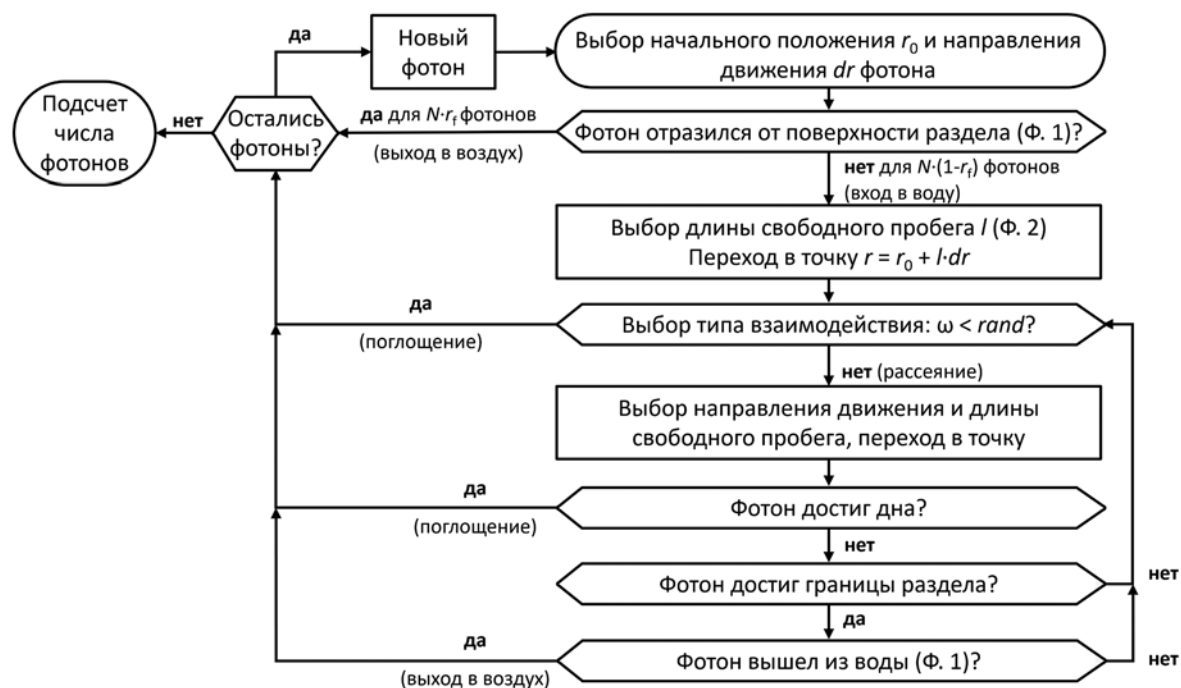 да
Новый
фотон
Выбор начального положения r₀ и направления
движения dr фотона
Подсчет
числа
фотонов
нет
Остались
фотоны?
да для N·r_f фотонов
(выход в воздух)
Фотон отразился от поверхности раздела (Ф. 1)?
нет для N·(1-r_f) фотонов
(вход в воду)
Выбор длины свободного пробега l (Ф. 2)
Переход в точку r = r₀ + l·dr
да
(поглощение)
Выбор типа взаимодействия: ω < rand?
нет (рассеяние)
Выбор направления движения и длины
свободного пробега, переход в точку
да
(поглощение)
Фотон достиг дна?
нет
Фотон достиг границы раздела?
нет
да
да
(выход в воздух)
Фотон вышел из воды (Ф. 1)?
нет